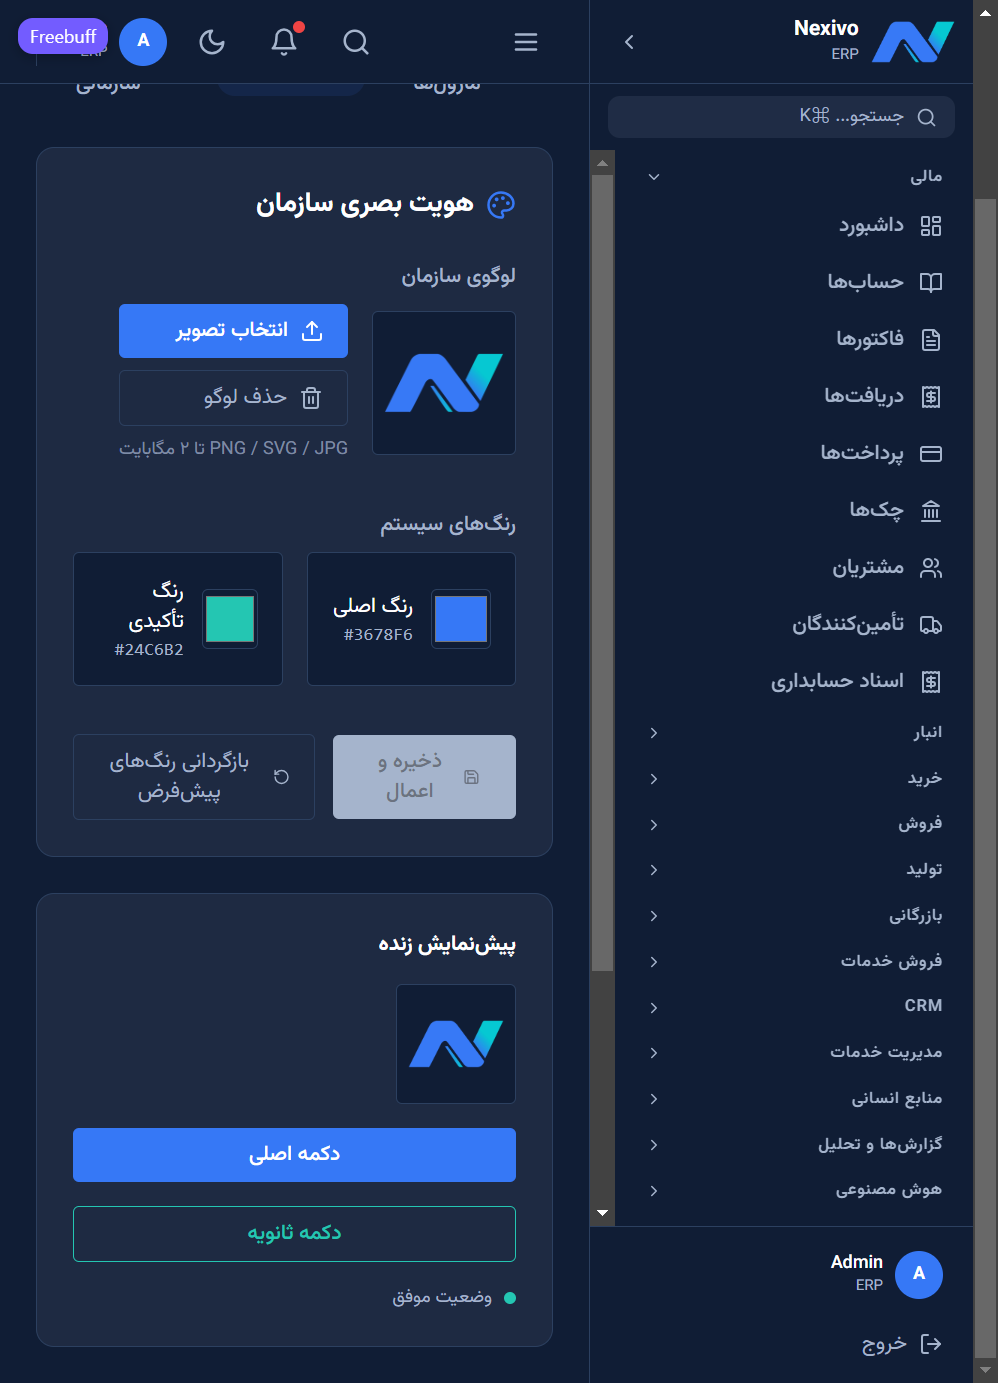 Nexivo
ERP
جستجو... ⌘K
مالی
داشبورد
حساب‌ها
فاکتورها
دریافت‌ها
پرداخت‌ها
چک‌ها
مشتریان
تأمین‌کنندگان
اسناد حسابداری
انبار
خرید
فروش
تولید
بازرگانی
فروش خدمات
CRM
مدیریت خدمات
منابع انسانی
گزارش‌ها و تحلیل
هوش مصنوعی
Admin
ERP
A
خروج
A
Freebuff
ERP
ماژول‌ها
سازمانی
هویت بصری سازمان
لوگوی سازمان
انتخاب تصویر
حذف لوگو
PNG / SVG / JPG تا ۲ مگابایت
رنگ‌های سیستم
رنگ اصلی
#3678F6
رنگ
تأکیدی
#24C6B2
ذخیره و
اعمال
بازگردانی رنگ‌های
پیش‌فرض
پیش‌نمایش زنده
دکمه اصلی
دکمه ثانویه
وضعیت موفق